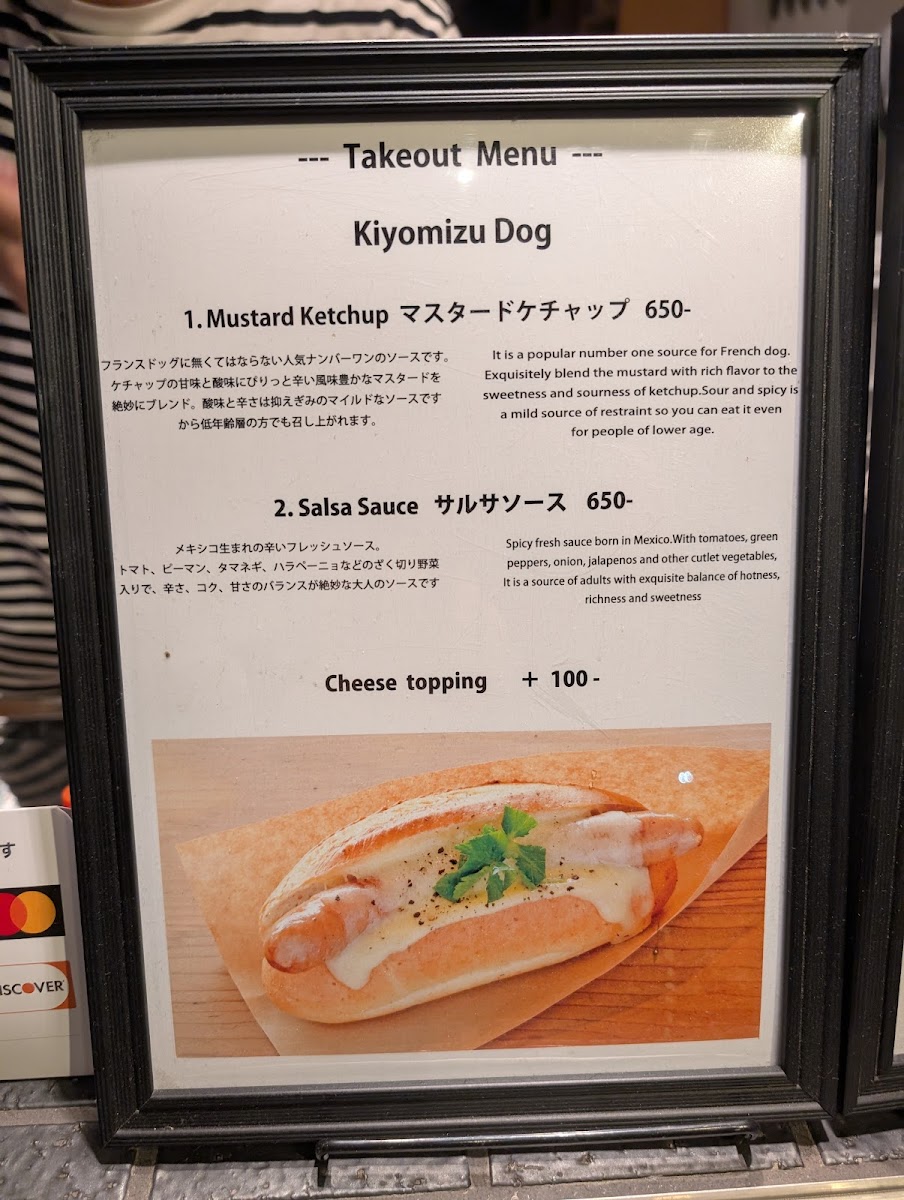 --- Takeout Menu ---
Kiyomizu Dog
1. Mustard Ketchup マスタードケチャップ 650-
フランスドッグに無くてはならない人気ナンバーワンのソースです。
ケチャップの甘味と酸味にぴりっと辛い風味豊かなマスタードを
絶妙にブレンド。酸味と辛さは抑えぎみのマイルドなソースです
から低年齢層の方でも召し上がれます。
It is a popular number one source for French dog.
Exquisitely blend the mustard with rich flavor to the
sweetness and sourness of ketchup.Sour and spicy is
a mild source of restraint so you can eat it even
for people of lower age.
2. Salsa Sauce サルサソース 650-
メキシコ生まれの辛いフレッシュソース。
トマト、ピーマン、タマネギ、ハラペーニョなどのざく切り野菜
入りで、辛さ、コク、甘さのバランスが絶妙な大人のソースです
Spicy fresh sauce born in Mexico.With tomatoes, green
peppers, onion, jalapenos and other cutlet vegetables,
It is a source of adults with exquisite balance of hotness,
richness and sweetness
Cheese topping + 100 -
す
ISCOVER